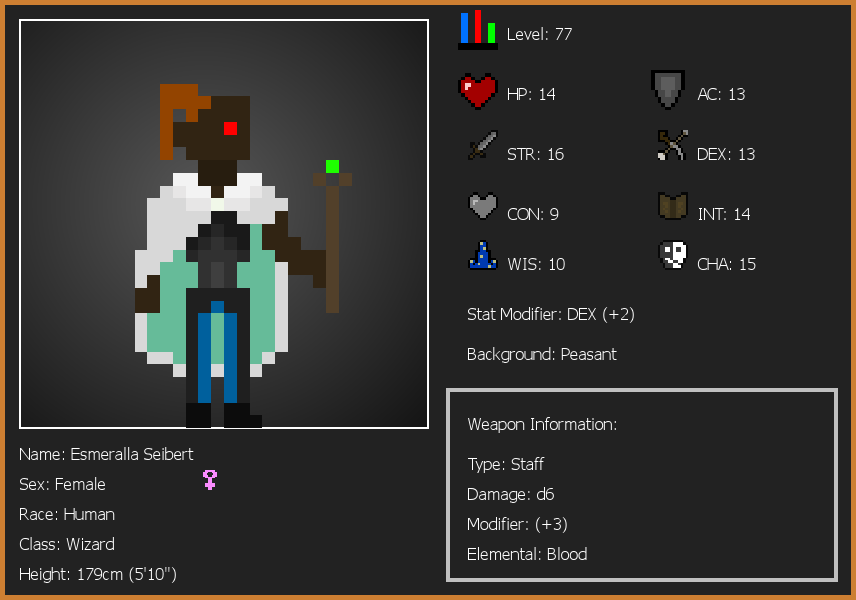 Level: 77
HP: 14
AC: 13
STR: 16
DEX: 13
CON: 9
INT: 14
WIS: 10
CHA: 15
Stat Modifier: DEX (+2)
Background: Peasant
Weapon Information:
Type: Staff
Damage: d6
Modifier: (+3)
Elemental: Blood
Name: Esmeralla Seibert
Sex: Female
Race: Human
Class: Wizard
Height: 179cm (5'10")